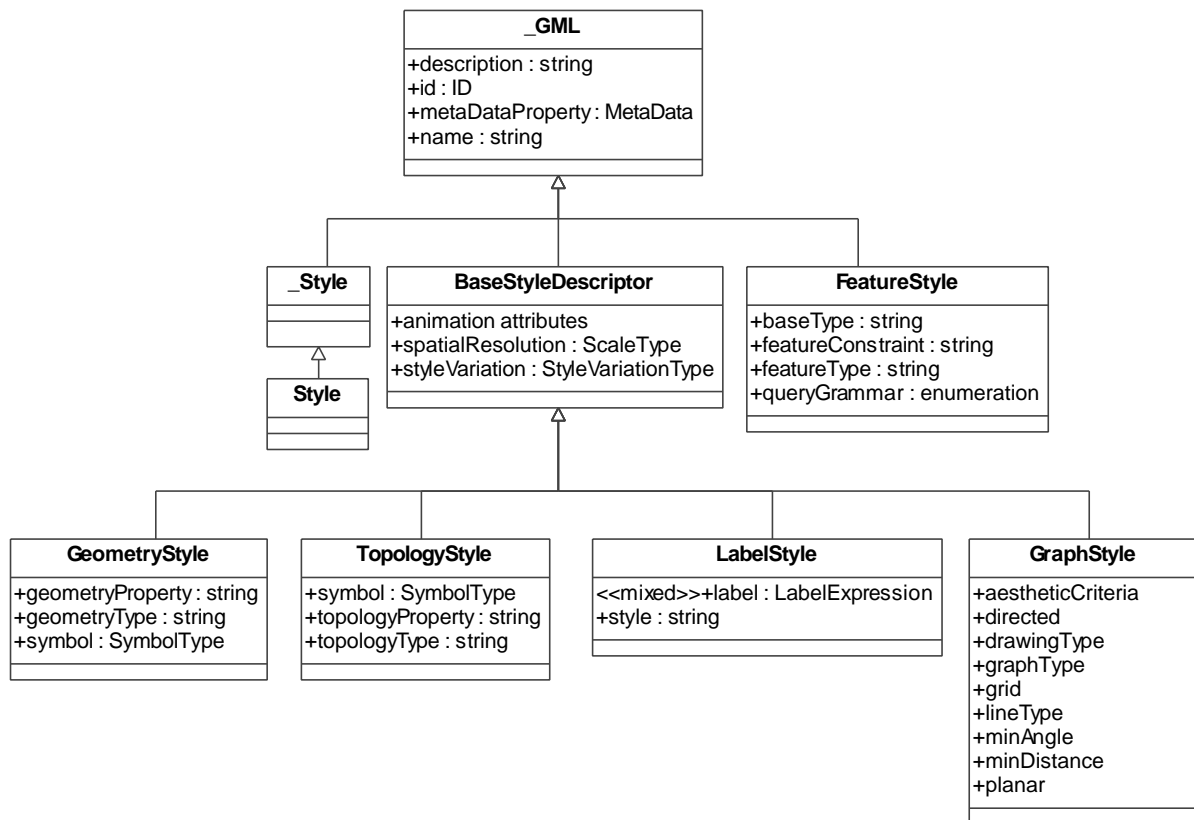 _GML
+description : string
+id : ID
+metaDataProperty : MetaData
+name : string
_Style
Style
BaseStyleDescriptor
+animation attributes
+spatialResolution : ScaleType
+styleVariation : StyleVariationType
FeatureStyle
+baseType : string
+featureConstraint : string
+featureType : string
+queryGrammar : enumeration
GeometryStyle
+geometryProperty : string
+geometryType : string
+symbol : SymbolType
TopologyStyle
+symbol : SymbolType
+topologyProperty : string
+topologyType : string
LabelStyle
<<mixed>>+label : LabelExpression
+style : string
GraphStyle
+aestheticCriteria
+directed
+drawingType
+graphType
+grid
+lineType
+minAngle
+minDistance
+planar